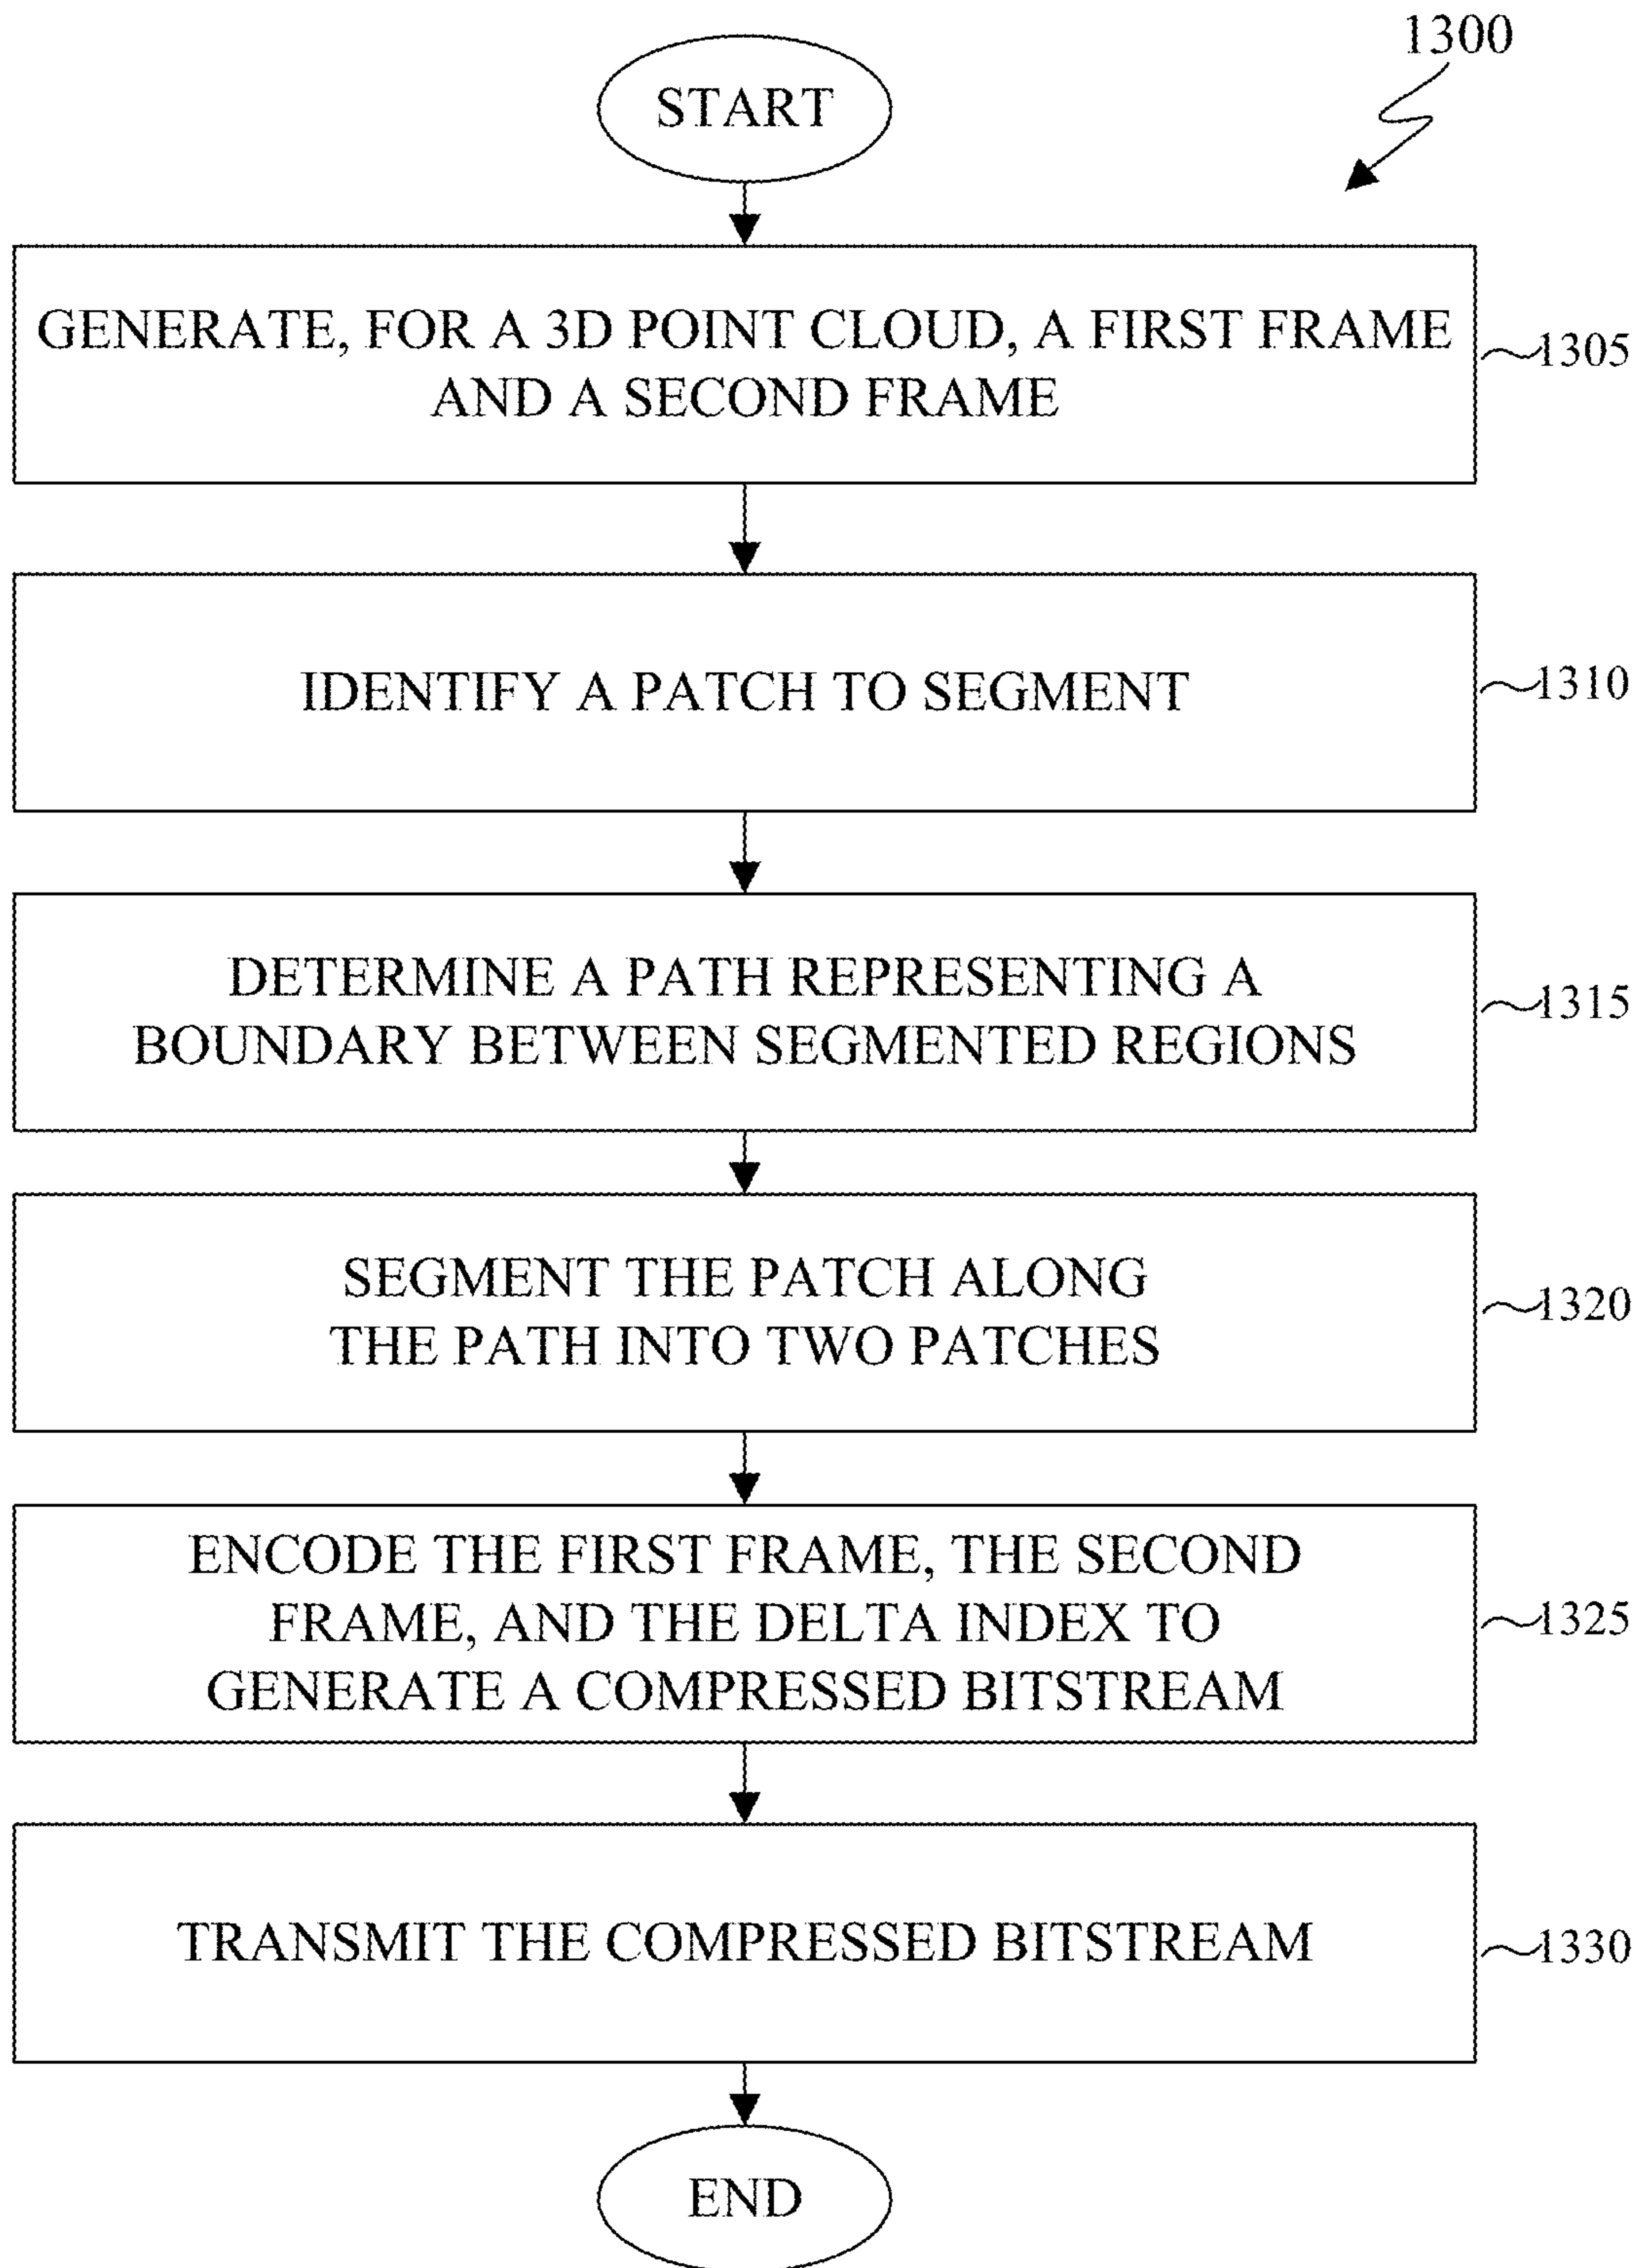 1300
START
GENERATE, FOR A 3D POINT CLOUD, A FIRST FRAME
AND A SECOND FRAME
1305
IDENTIFY A PATCH TO SEGMENT
1310
DETERMINE A PATH REPRESENTING A
BOUNDARY BETWEEN SEGMENTED REGIONS
1315
SEGMENT THE PATCH ALONG
THE PATH INTO TWO PATCHES
1320
ENCODE THE FIRST FRAME, THE SECOND
FRAME, AND THE DELTA INDEX TO
GENERATE A COMPRESSED BITSTREAM
1325
TRANSMIT THE COMPRESSED BITSTREAM
1330
END